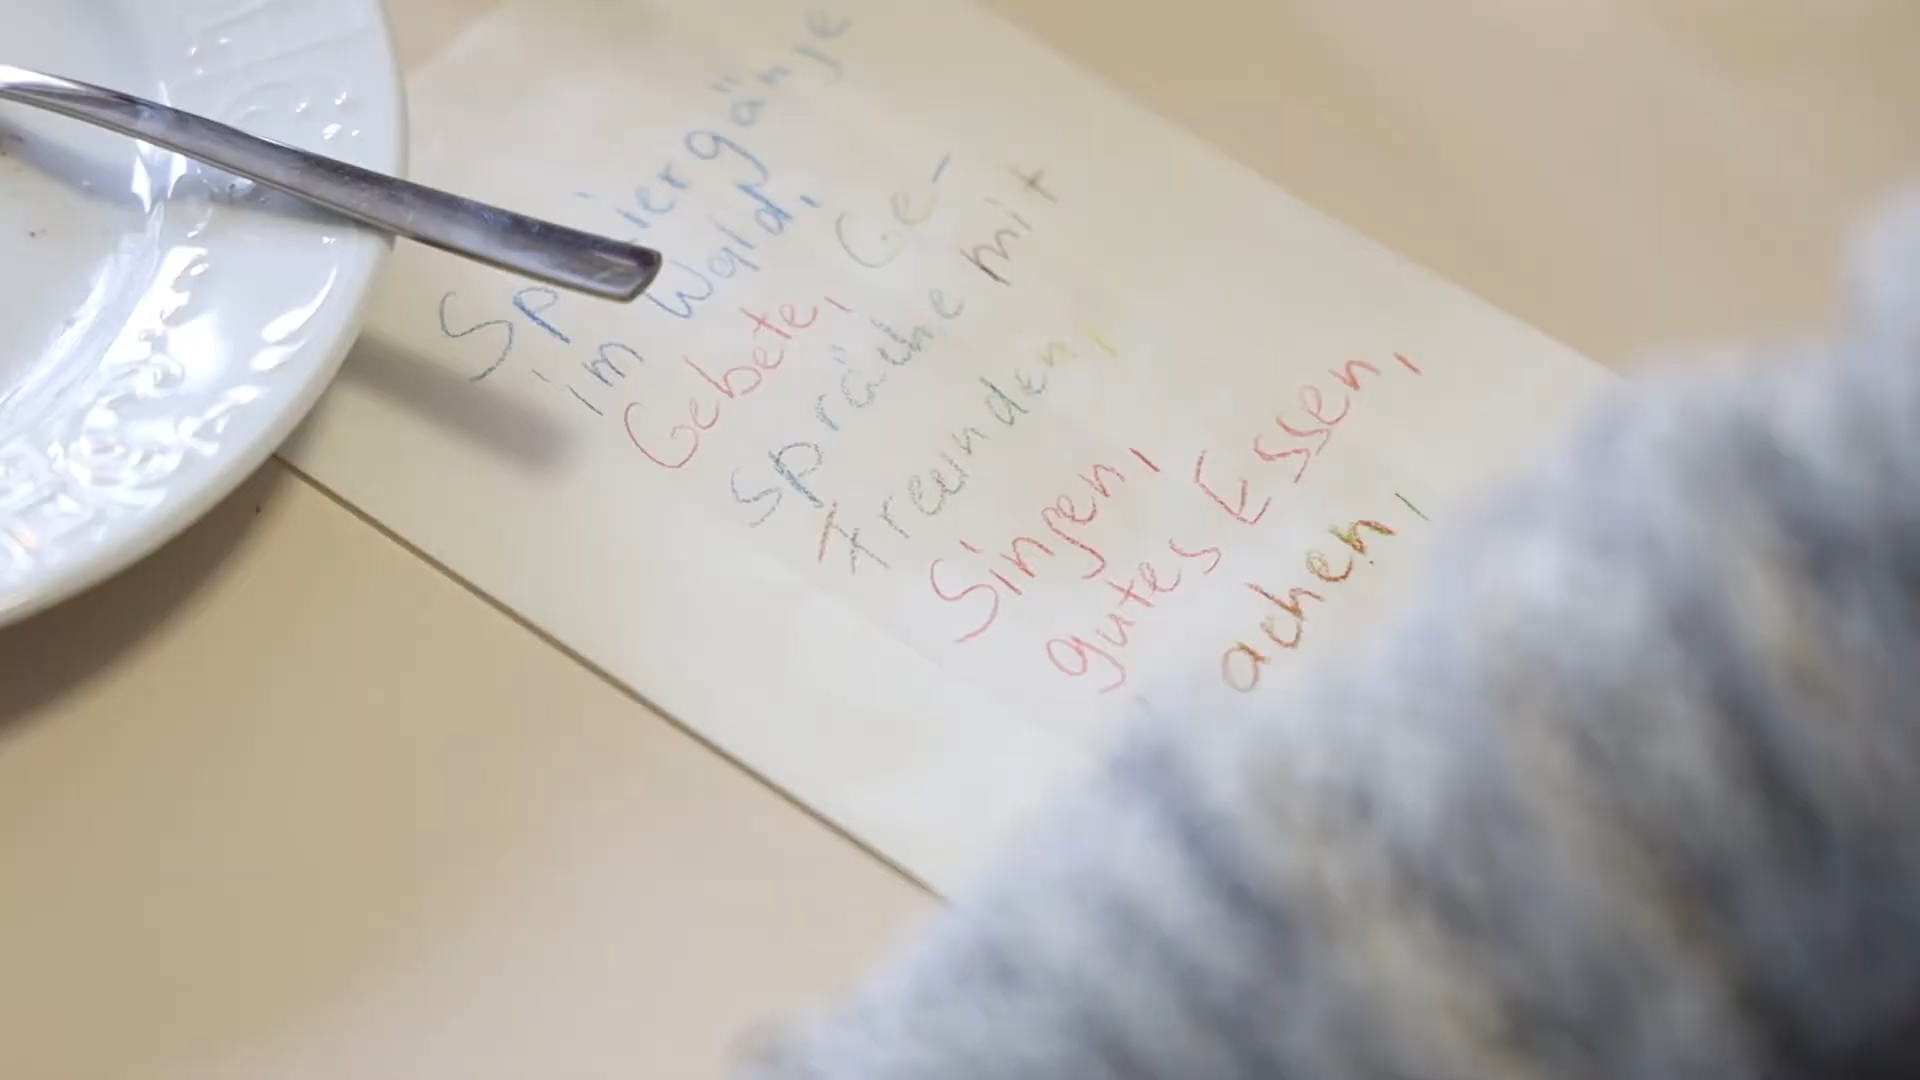 Spaziergänge
im Wald,
Gebete, Ge-
spräche mit
Freunden,
Singen,
gutes Essen,
achen,